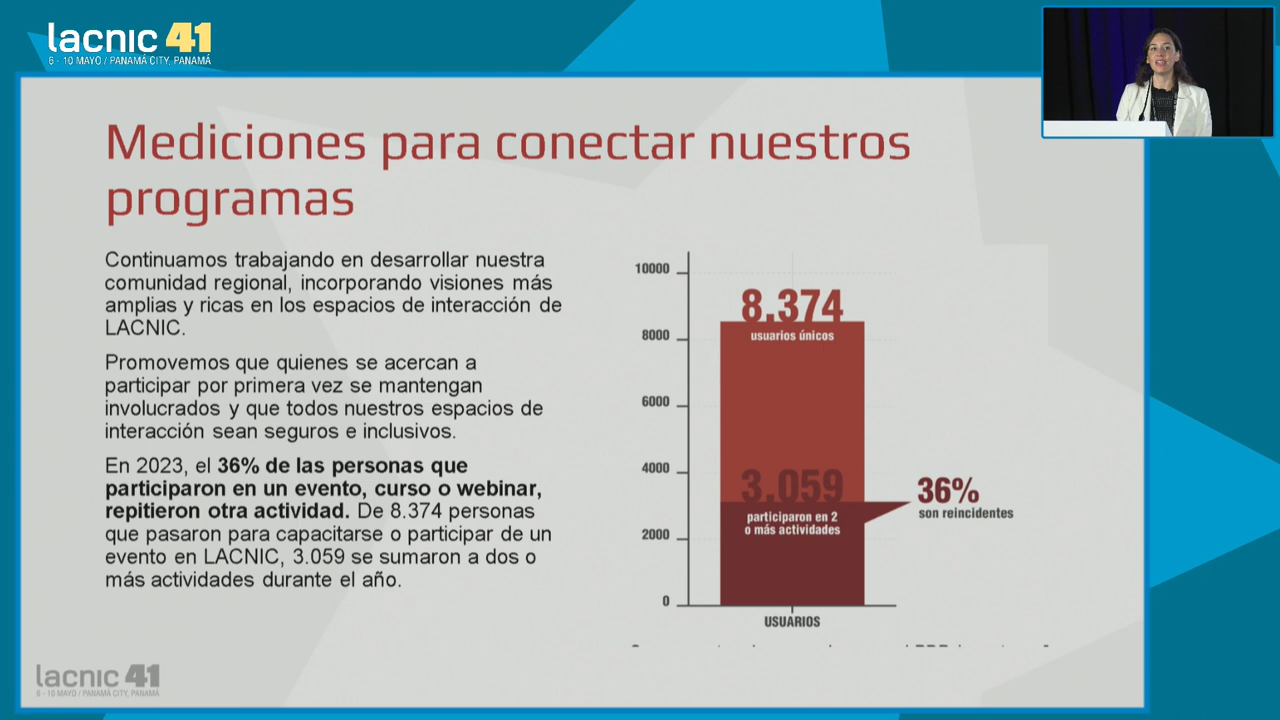 lacnic 41
6 - 10 MAYO / PANAMÁ CITY, PANAMÁ
Mediciones para conectar nuestros
programas
Continuamos trabajando en desarrollar nuestra
comunidad regional, incorporando visiones más
amplias y ricas en los espacios de interacción de
LACNIC.
Promovemos que quienes se acercan a
participar por primera vez se mantengan
involucrados y que todos nuestros espacios de
interacción sean seguros e inclusivos.
En 2023, el 36% de las personas que
participaron en un evento, curso o webinar,
repitieron otra actividad. De 8.374 personas
que pasaron para capacitarse o participar de un
evento en LACNIC, 3.059 se sumaron a dos o
más actividades durante el año.
10000
8.374
usuarios únicos
8000
6000
4000
3.059
participaron en 2
o más actividades
36%
son reincidentes
2000
0
USUARIOS
lacnic 41
6 - 10 MAYO / PANAMÁ CITY, PANAMÁ